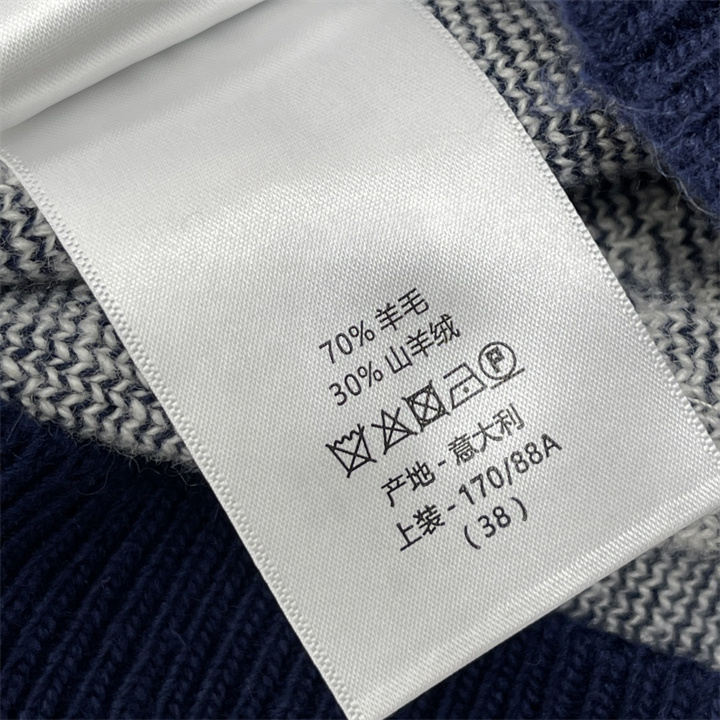 70% 羊毛
30% 山羊绒
P
产地 - 意大利
上装 - 170/88A
( 38 )